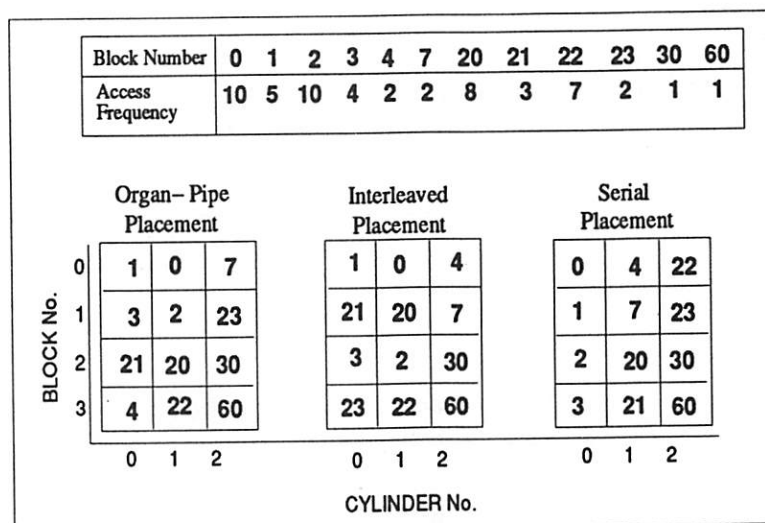 Block Number 0 1 2 3 4 7 20 21 22 23 30 60
Access
Frequency 10 5 10 4 2 2 8 3 7 2 1 1
Organ-Pipe
Placement
Interleaved
Placement
Serial
Placement
BLOCK No.
0 1 0 7 1 0 4 0 4 22
1 3 2 23 21 20 7 1 7 23
2 21 20 30 3 2 30 2 20 30
3 4 22 60 23 22 60 3 21 60
0 1 2 0 1 2 0 1 2
CYLINDER No.